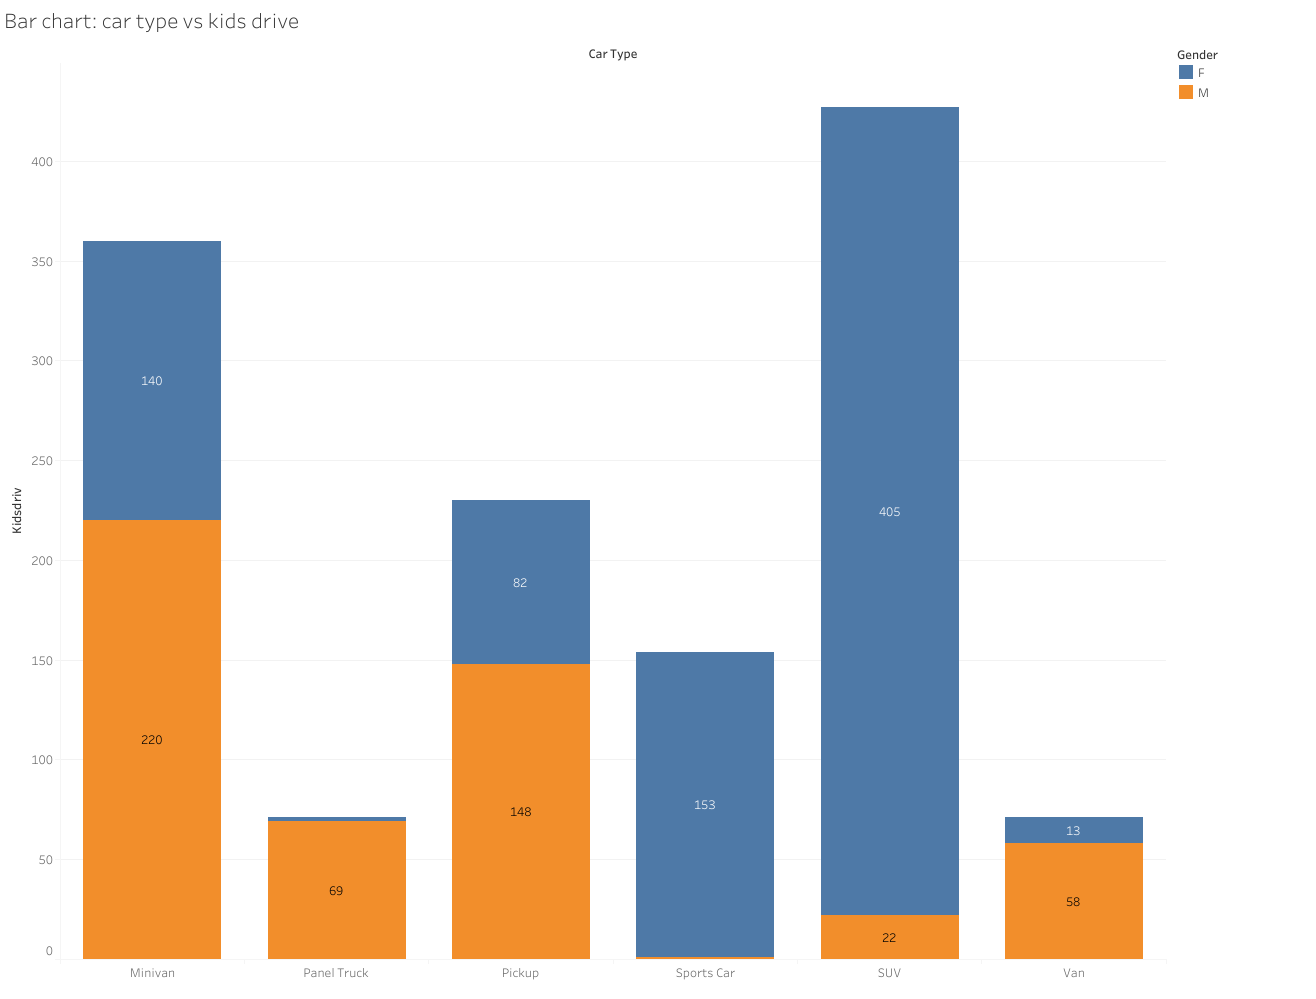 Bar chart: car type vs kids drive
Car Type
Gender
F
M
400
350
300
250
200
150
100
50
0
Kidsdriv
140
220
69
82
148
153
405
22
13
58
Minivan
Panel Truck
Pickup
Sports Car
SUV
Van